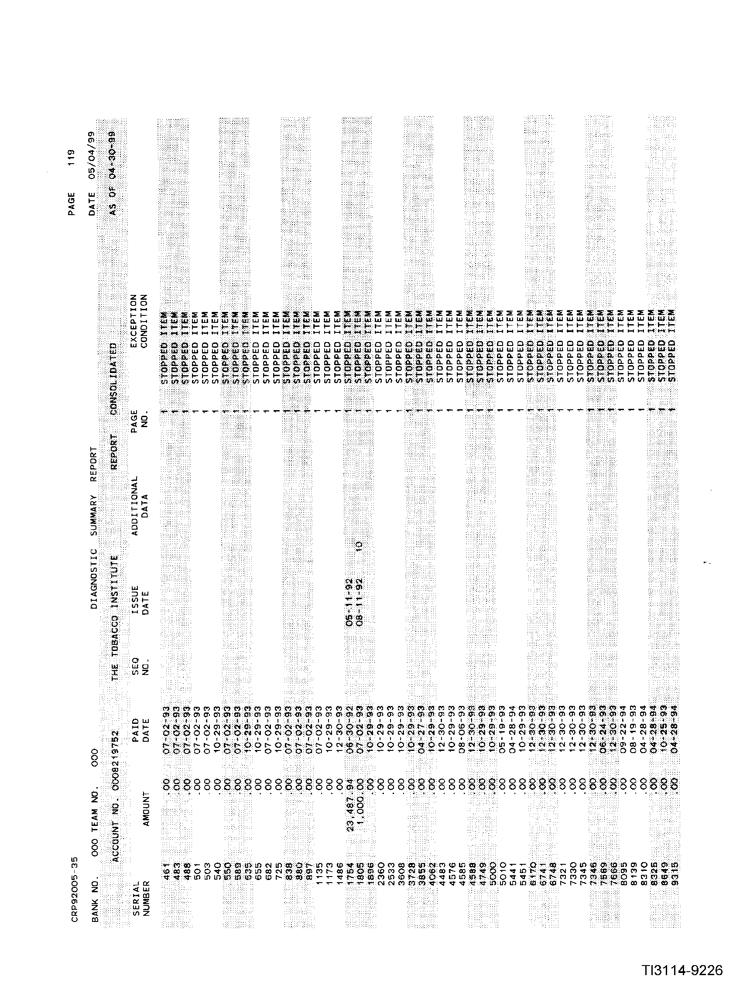 CRP92005-35 PAGE 119
BANK NO. 000 TEAM NO. 000 DIAGNOSTIC SUMMARY REPORT DATE 05/04/99
ACCOUNT NO. 0008219752 THE TOBACCO INSTITUTE REPORT CONSOLIDATED AS OF 04-30-99
SERIAL PAID SEQ ISSUE ADDITIONAL PAGE EXCEPTION
NUMBER AMOUNT DATE NO. DATE DATA NO. CONDITION
461 .00 07-02-93 1 STOPPED ITEM
483 .00 07-02-93 1 STOPPED ITEM
488 .00 07-02-93 1 STOPPED ITEM
501 .00 07-02-93 1 STOPPED ITEM
503 .00 07-02-93 1 STOPPED ITEM
540 .00 10-29-93 1 STOPPED ITEM
550 .00 07-02-93 1 STOPPED ITEM
589 .00 07-02-93 1 STOPPED ITEM
635 .00 10-29-93 1 STOPPED ITEM
655 .00 10-29-93 1 STOPPED ITEM
682 .00 07-02-93 1 STOPPED ITEM
725 .00 10-29-93 1 STOPPED ITEM
838 .00 07-02-93 1 STOPPED ITEM
880 .00 07-02-93 1 STOPPED ITEM
897 .00 07-02-93 1 STOPPED ITEM
1135 .00 07-02-93 1 STOPPED ITEM
1173 .00 10-29-93 1 STOPPED ITEM
1486 .00 12-30-93 1 STOPPED ITEM
1754 23,487.94 06-30-92 05-11-92 1 STOPPED ITEM
1805 1,000.00 07-02-93 08-11-92 10 1 STOPPED ITEM
1896 .00 10-29-93 1 STOPPED ITEM
2360 .00 10-29-93 1 STOPPED ITEM
2533 .00 10-29-93 1 STOPPED ITEM
3608 .00 10-29-93 1 STOPPED ITEM
3728 .00 10-29-93 1 STOPPED ITEM
3855 .00 04-27-93 1 STOPPED ITEM
4062 .00 10-29-93 1 STOPPED ITEM
4483 .00 12-30-93 1 STOPPED ITEM
4576 .00 10-29-93 1 STOPPED ITEM
4585 .00 08-06-93 1 STOPPED ITEM
4588 .00 12-30-93 1 STOPPED ITEM
4749 .00 10-29-93 1 STOPPED ITEM
5000 .00 10-29-93 1 STOPPED ITEM
5010 .00 05-19-93 1 STOPPED ITEM
5441 .00 04-28-94 1 STOPPED ITEM
5451 .00 10-29-93 1 STOPPED ITEM
6170 .00 12-30-93 1 STOPPED ITEM
6741 .00 12-30-93 1 STOPPED ITEM
6748 .00 12-30-93 1 STOPPED ITEM
7321 .00 12-30-93 1 STOPPED ITEM
7330 .00 12-30-93 1 STOPPED ITEM
7345 .00 12-30-93 1 STOPPED ITEM
7346 .00 12-30-93 1 STOPPED ITEM
7569 .00 06-24-93 1 STOPPED ITEM
7666 .00 12-30-93 1 STOPPED ITEM
8095 .00 09-22-94 1 STOPPED ITEM
8139 .00 08-19-93 1 STOPPED ITEM
8310 .00 04-28-94 1 STOPPED ITEM
8325 .00 04-28-94 1 STOPPED ITEM
8649 .00 10-25-93 1 STOPPED ITEM
9315 .00 04-28-94 1 STOPPED ITEM
TI3114-9226